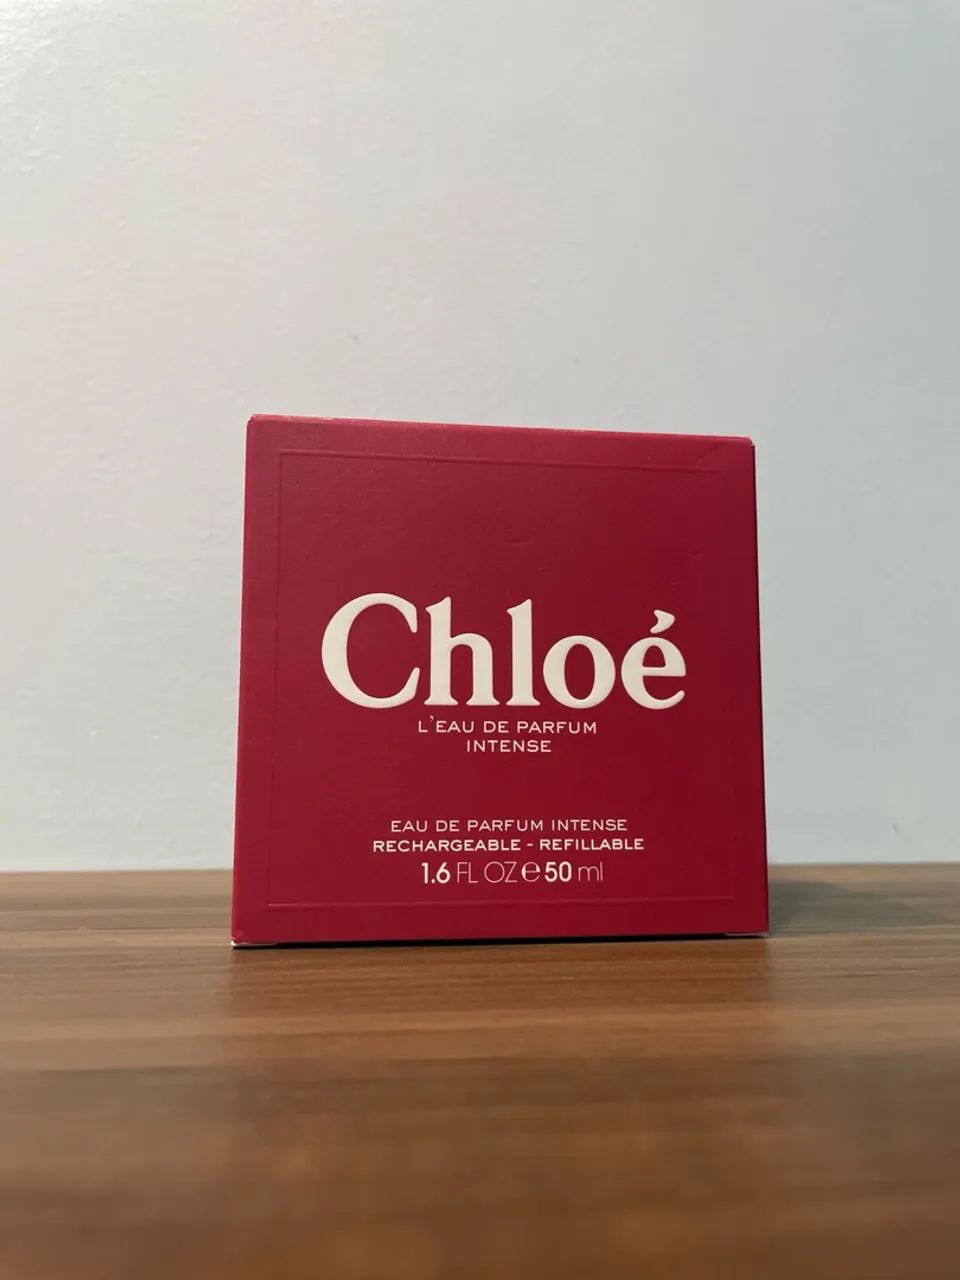 Chloé
L'EAU DE PARFUM
INTENSE
EAU DE PARFUM INTENSE
RECHARGEABLE - REFILLABLE
1.6 FL OZ ℮ 50 ml